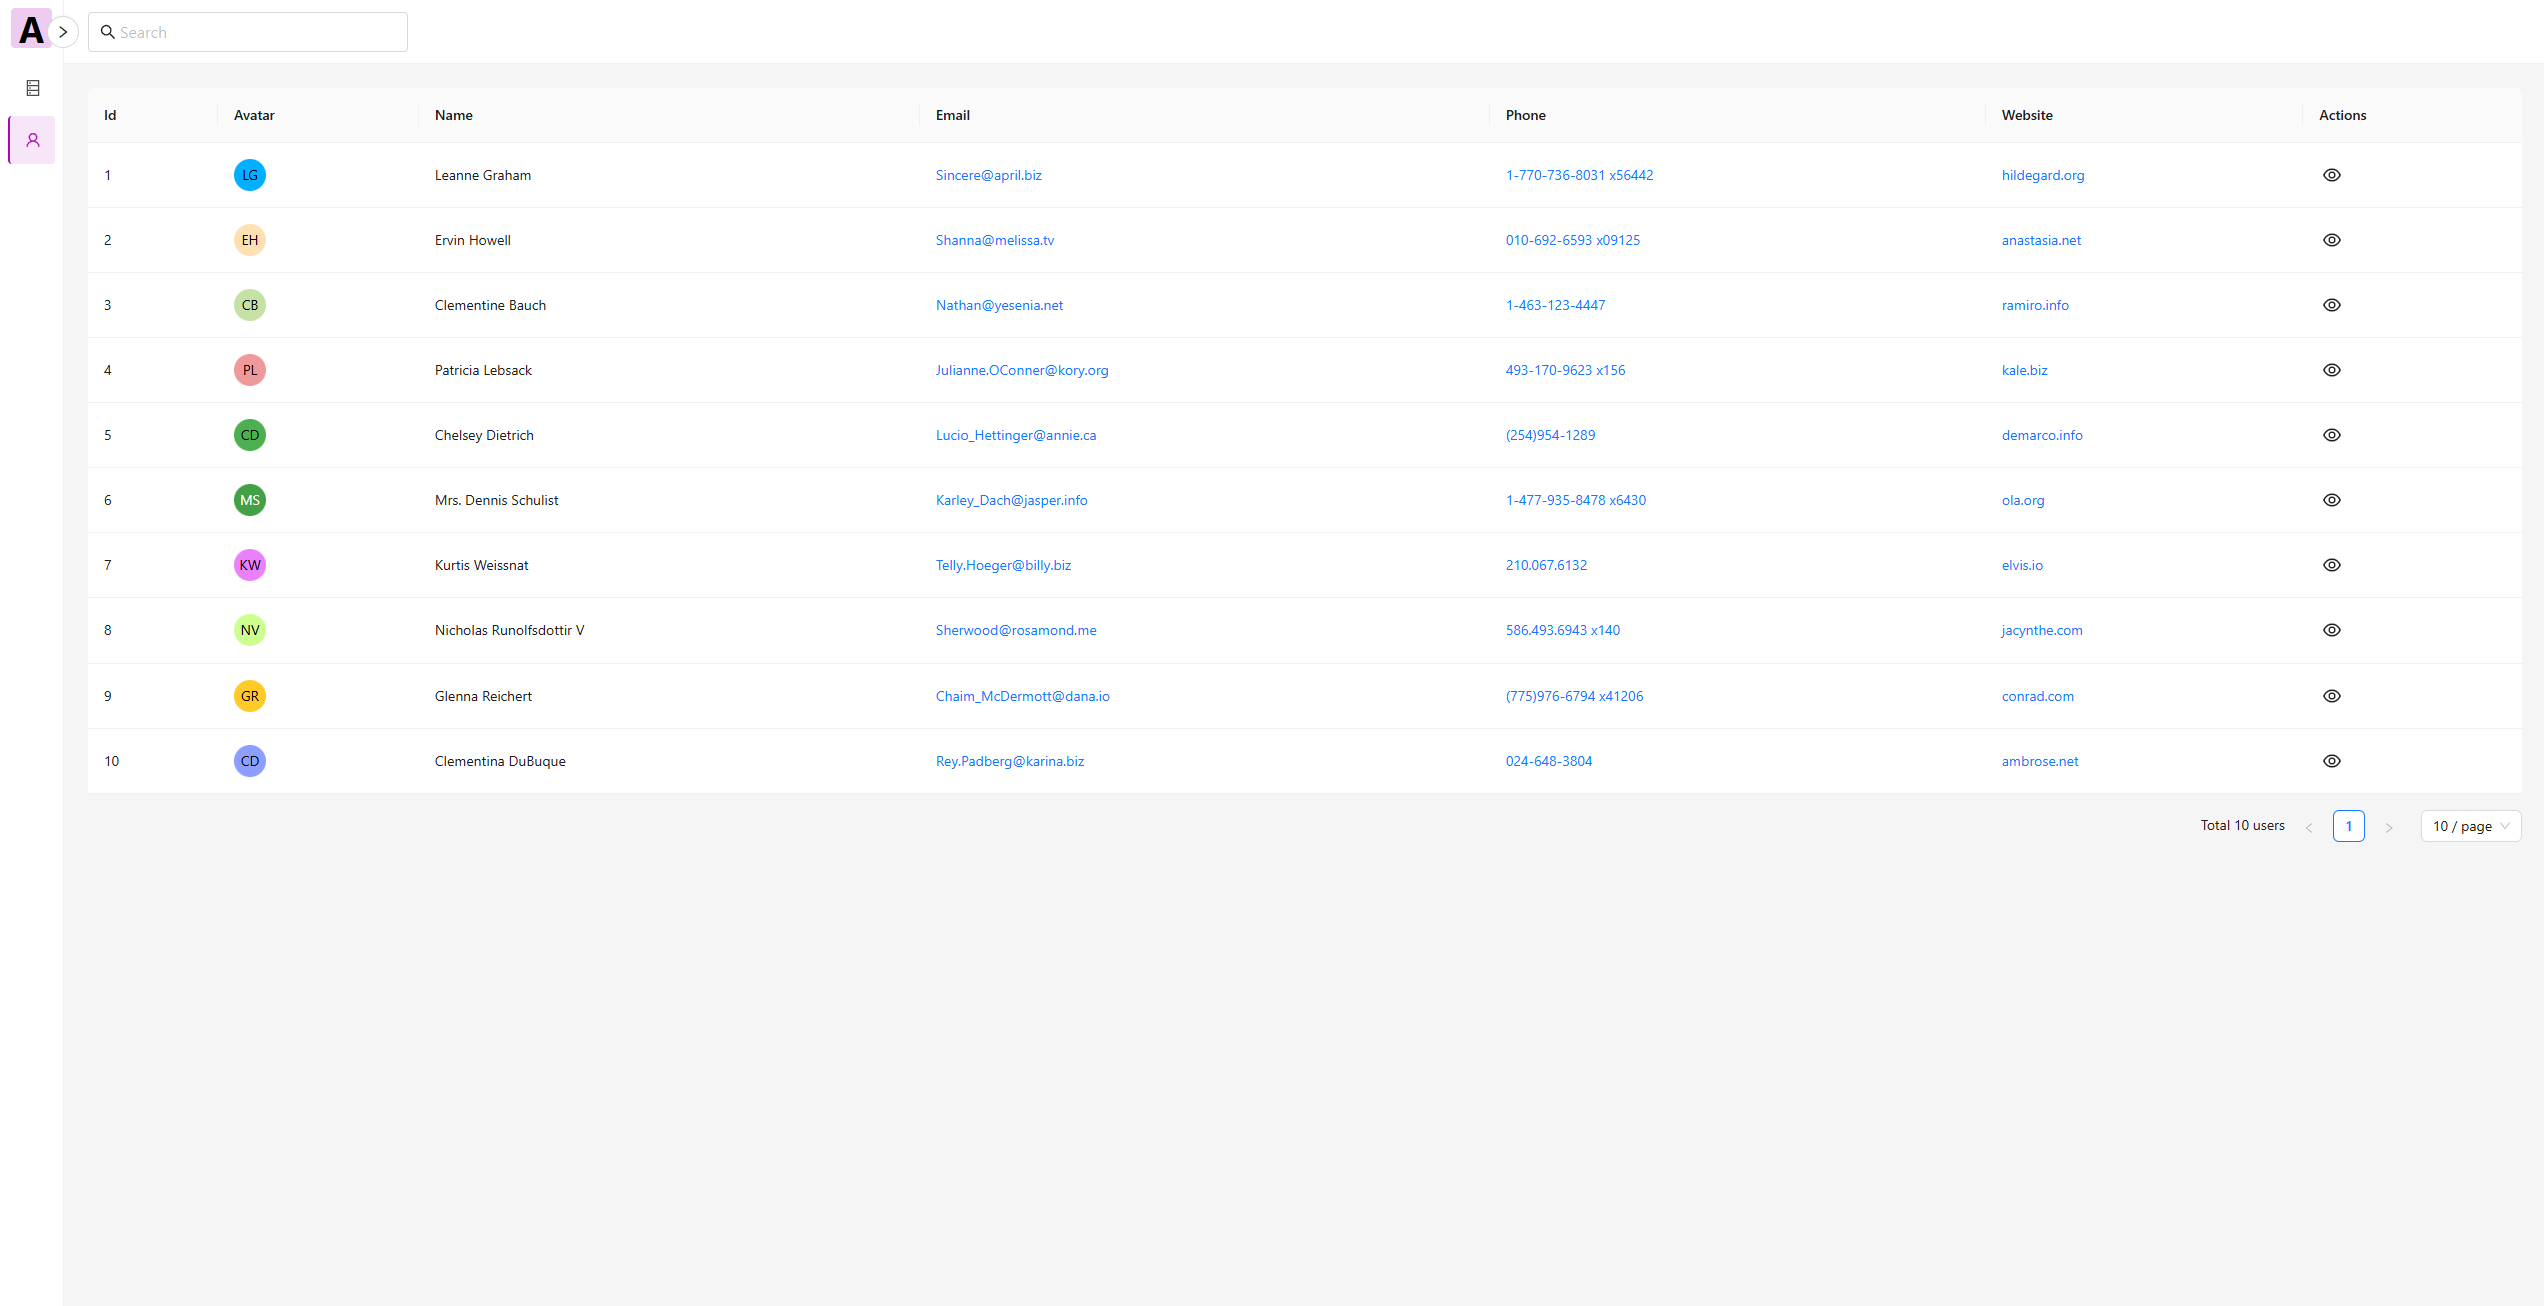 A
Search
Id Avatar Name Email Phone Website Actions
1 LG Leanne Graham Sincere@april.biz 1-770-736-8031 x56442 hildegard.org
2 EH Ervin Howell Shanna@melissa.tv 010-692-6593 x09125 anastasia.net
3 CB Clementine Bauch Nathan@yesenia.net 1-463-123-4447 ramiro.info
4 PL Patricia Lebsack Julianne.OConner@kory.org 493-170-9623 x156 kale.biz
5 CD Chelsey Dietrich Lucio_Hettinger@annie.ca (254)954-1289 demarco.info
6 MS Mrs. Dennis Schulist Karley_Dach@jasper.info 1-477-935-8478 x6430 ola.org
7 KW Kurtis Weissnat Telly.Hoeger@billy.biz 210.067.6132 elvis.io
8 NV Nicholas Runolfsdottir V Sherwood@rosamond.me 586.493.6943 x140 jacynthe.com
9 GR Glenna Reichert Chaim_McDermott@dana.io (775)976-6794 x41206 conrad.com
10 CD Clementina DuBuque Rey.Padberg@karina.biz 024-648-3804 ambrose.net
Total 10 users 1 10 / page